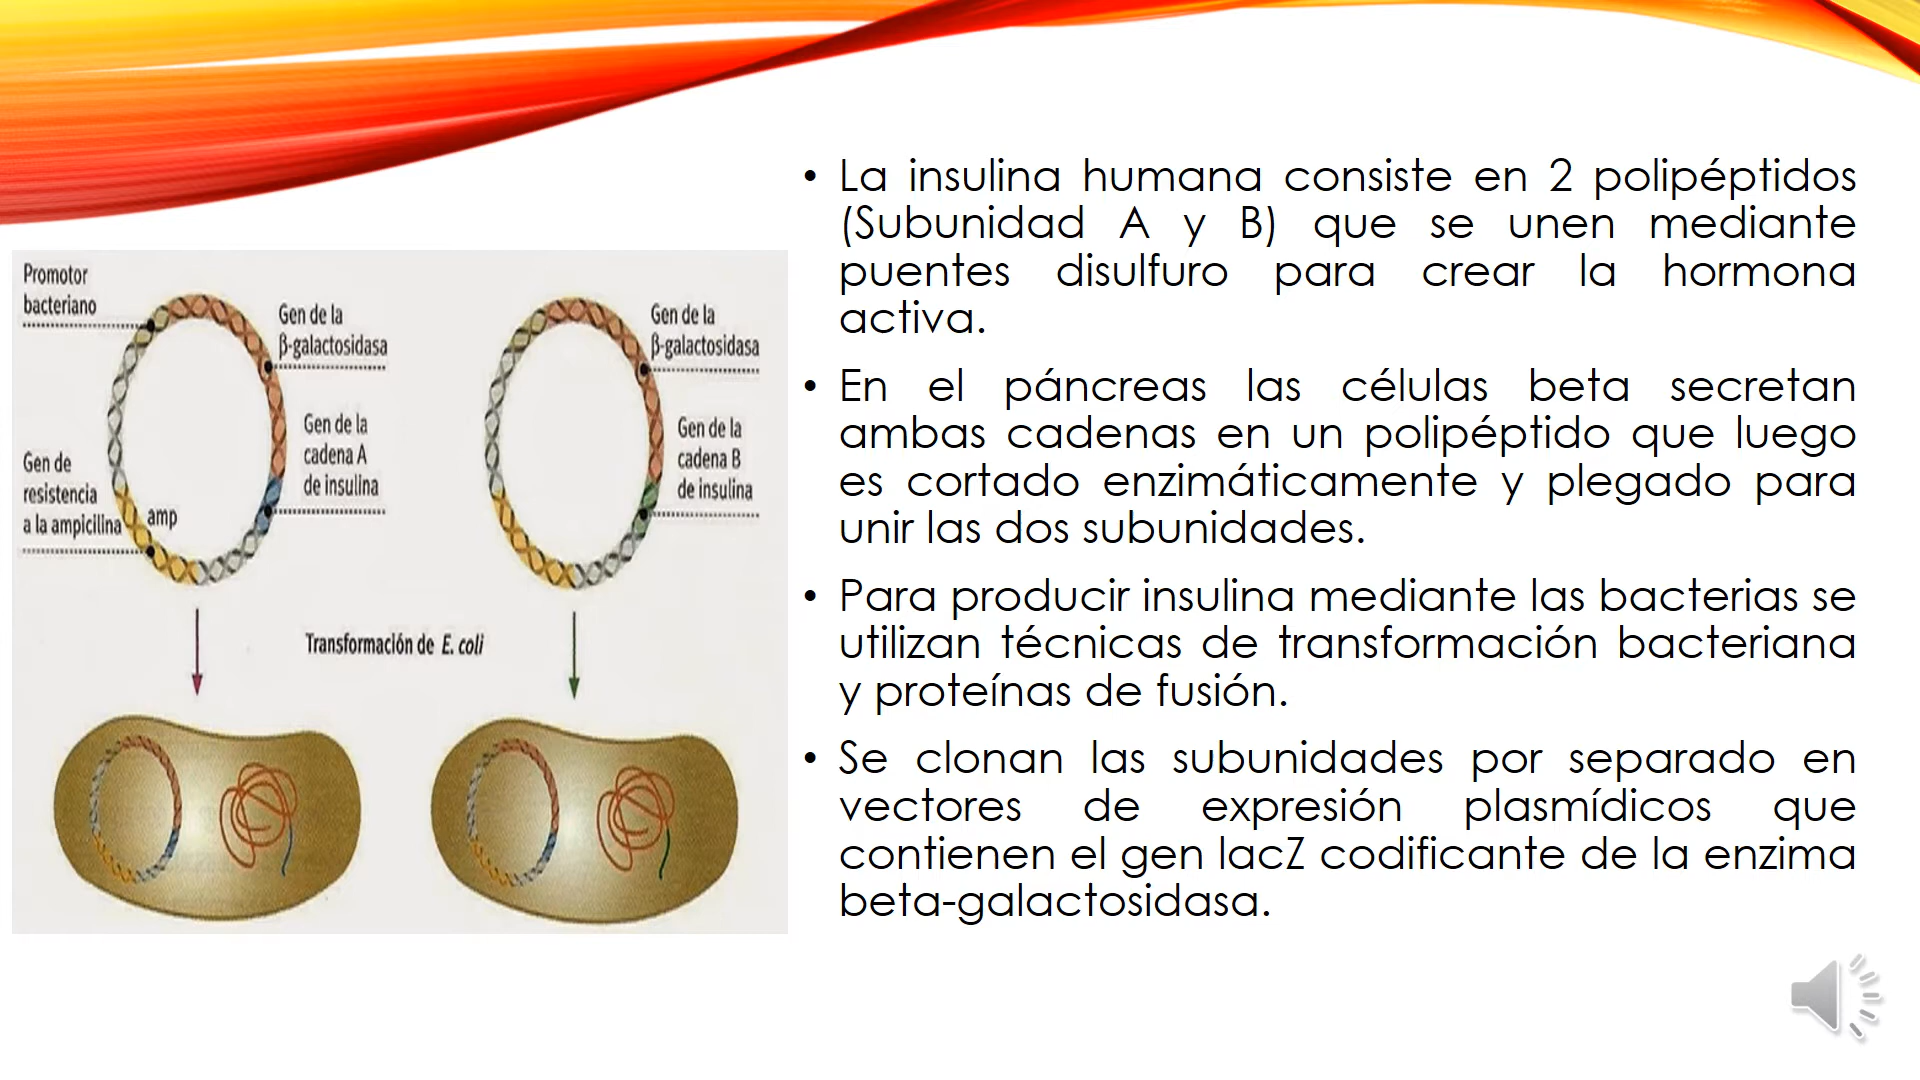 Promotor
bacteriano
Gen de la
β-galactosidasa
Gen de la
cadena A
de insulina
Gen de
resistencia
a la ampicilina
amp
Gen de la
β-galactosidasa
Gen de la
cadena B
de insulina
Transformación de E. coli
• La insulina humana consiste en 2 polipéptidos
(Subunidad A y B) que se unen mediante
puentes disulfuro para crear la hormona
activa.
• En el páncreas las células beta secretan
ambas cadenas en un polipéptido que luego
es cortado enzimáticamente y plegado para
unir las dos subunidades.
• Para producir insulina mediante las bacterias se
utilizan técnicas de transformación bacteriana
y proteínas de fusión.
• Se clonan las subunidades por separado en
vectores de expresión plasmídicos que
contienen el gen lacZ codificante de la enzima
beta-galactosidasa.